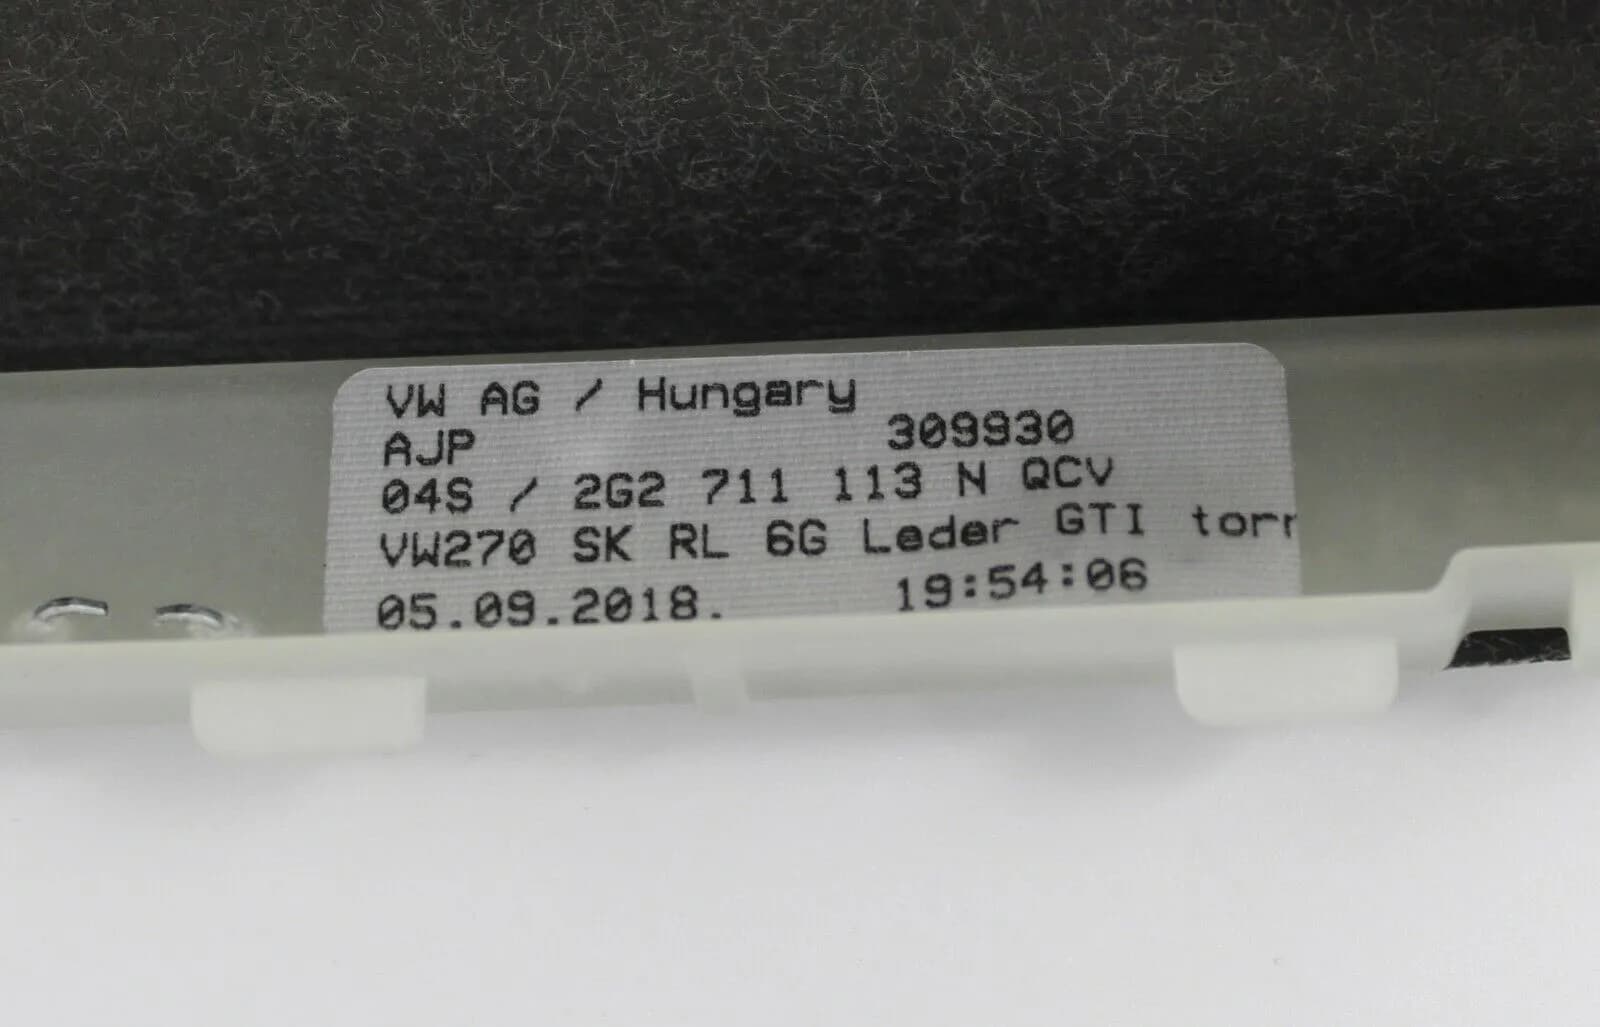 VW AG / Hungary
AJP 309930
04S / 2G2 711 113 N QCV
VW270 SK RL 6G Leder GTI torr
05.09.2018. 19:54:06